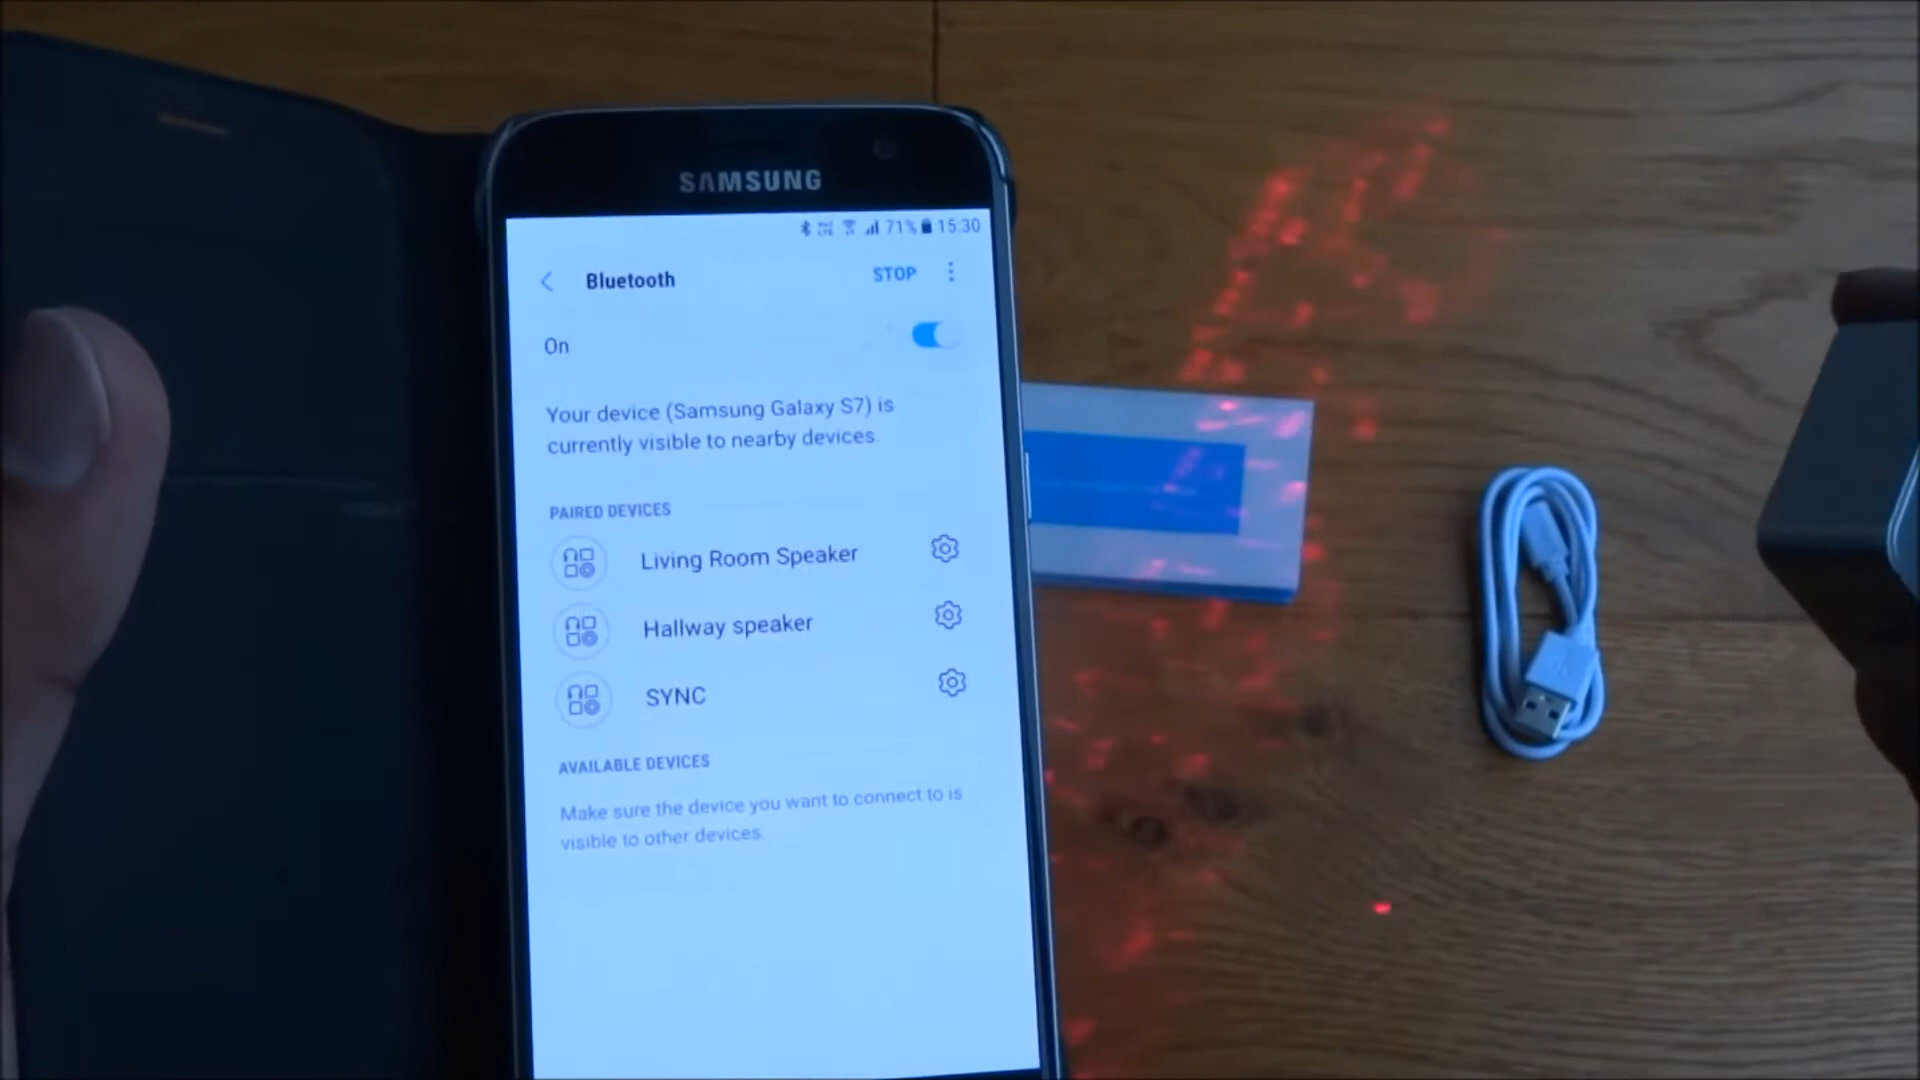 SAMSUNG
71% 15:30
Bluetooth STOP
On
Your device (Samsung Galaxy S7) is
currently visible to nearby devices.
PAIRED DEVICES
Living Room Speaker
Hallway speaker
SYNC
AVAILABLE DEVICES
Make sure the device you want to connect to is
visible to other devices.